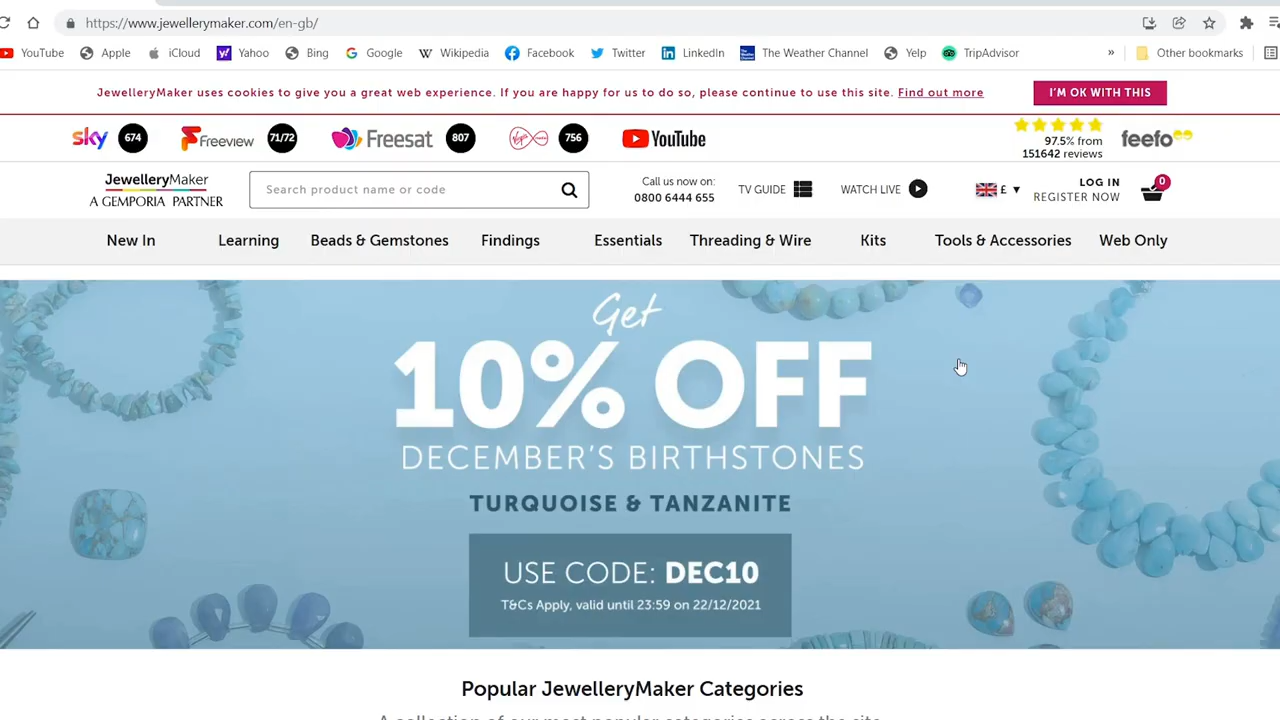 https://www.jewellerymaker.com/en-gb/
YouTube Apple iCloud Yahoo Bing Google Wikipedia Facebook Twitter LinkedIn The Weather Channel Yelp TripAdvisor » Other bookmarks
JewelleryMaker uses cookies to give you a great web experience. If you are happy for us to do so, please continue to use this site. Find out more I'M OK WITH THIS
sky 674 Freeview 71/72 Freesat 807 Virgin media 756 YouTube
97.5% from
151642 reviews
feefo
JewelleryMaker
A GEMPORIA PARTNER
Search product name or code
Call us now on:
0800 6444 655
TV GUIDE WATCH LIVE £ ▼
LOG IN
REGISTER NOW
0
New In Learning Beads & Gemstones Findings Essentials Threading & Wire Kits Tools & Accessories Web Only
Get
10% OFF
DECEMBER'S BIRTHSTONES
TURQUOISE & TANZANITE
USE CODE: DEC10
T&Cs Apply, valid until 23:59 on 22/12/2021
Popular JewelleryMaker Categories
A collection of our most popular categories across the site